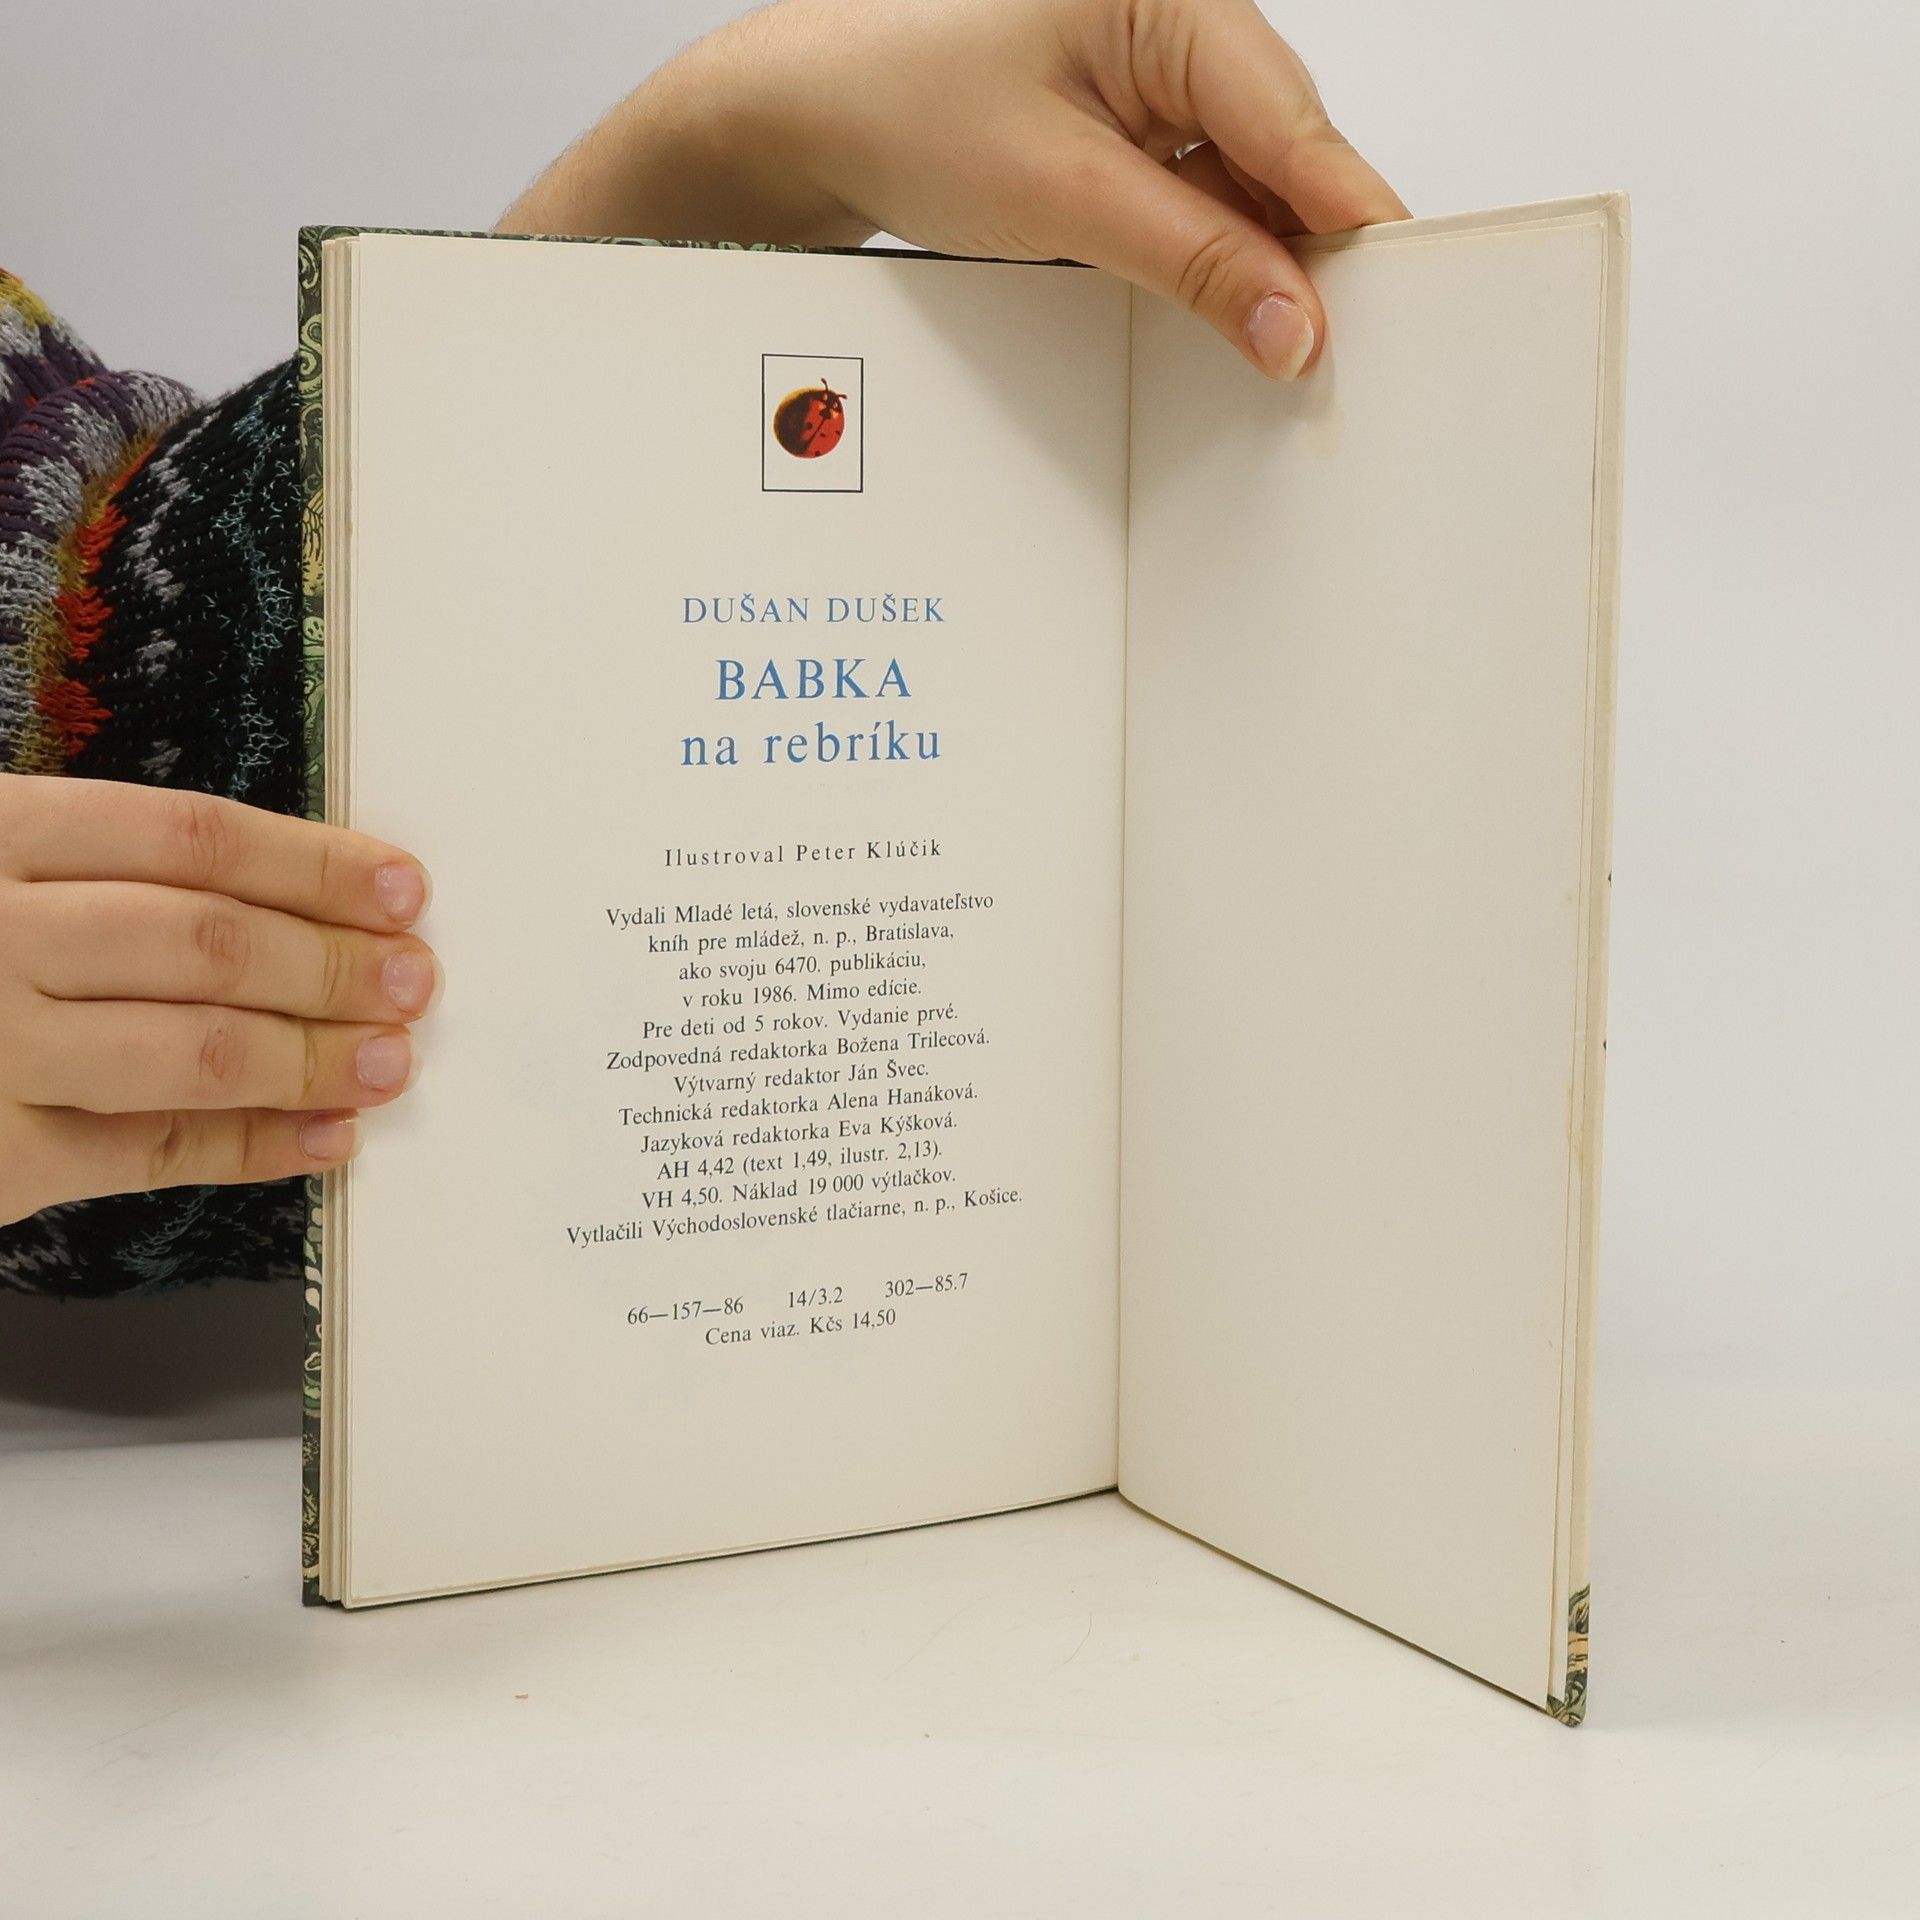 DUŠAN DUŠEK
BABKA
na rebríku
Ilustroval Peter Klúčik
Vydali Mladé letá, slovenské vydavateľstvo
kníh pre mládež, n. p., Bratislava,
ako svoju 6470. publikáciu,
v roku 1986. Mimo edície.
Pre deti od 5 rokov. Vydanie prvé.
Zodpovedná redaktorka Božena Trilecová.
Výtvarný redaktor Ján Švec.
Technická redaktorka Alena Hanáková.
Jazyková redaktorka Eva Kýšková.
AH 4,42 (text 1,49, ilustr. 2,13).
VH 4,50. Náklad 19 000 výtlačkov.
Vytlačili Východoslovenské tlačiarne, n. p., Košice.
66—157—86 14/3.2 302—85.7
Cena viaz. Kčs 14,50